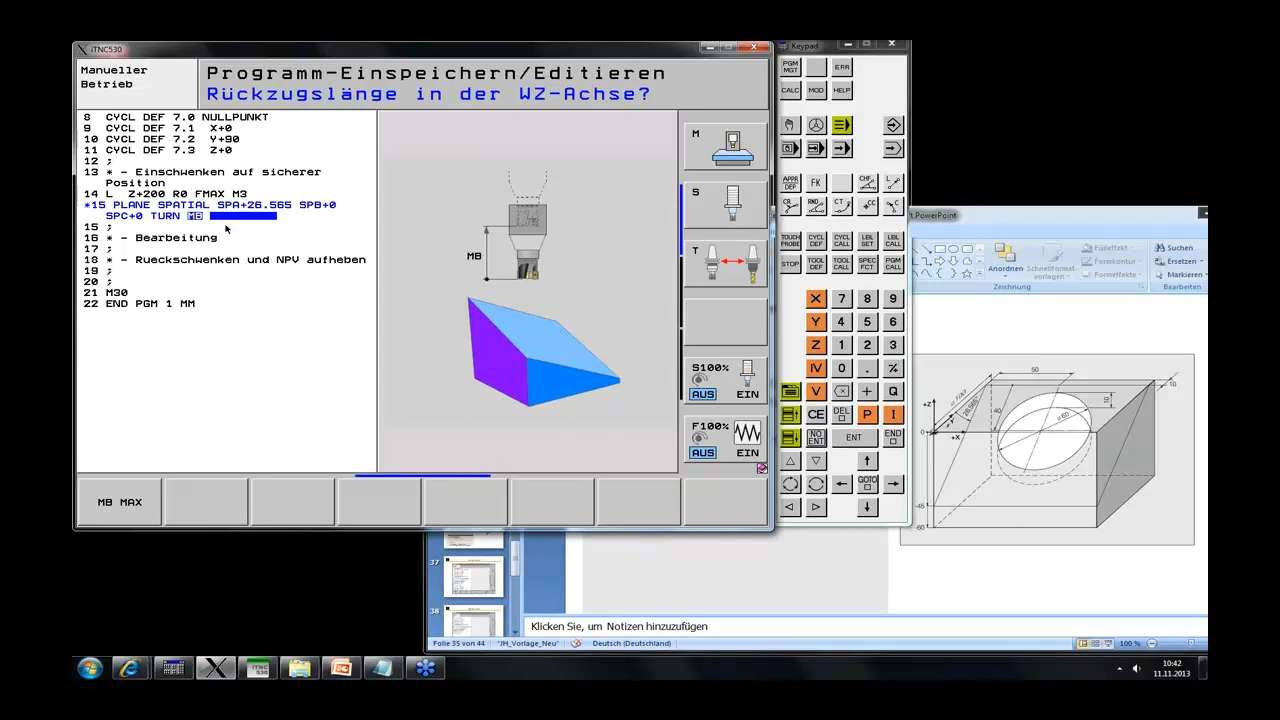 iTNC530
Manueller
Betrieb
Programm-Einspeichern/Editieren
Rückzugslänge in der WZ-Achse?
8 CYCL DEF 7.0 NULLPUNKT
9 CYCL DEF 7.1 X+0
10 CYCL DEF 7.2 Y+90
11 CYCL DEF 7.3 Z+0
12 ;
13 * - Einschwenken auf sicherer
Position
14 L Z+200 R0 FMAX M3
*15 PLANE SPATIAL SPA+26.565 SPB+0
SPC+0 TURN MB
15 ;
16 * - Bearbeitung
17 ;
18 * - Rueckschwenken und NPV aufheben
19 ;
20 ;
21 M30
22 END PGM 1 MM
MB
M
S
T
S100%
AUS EIN
F100%
AUS EIN
MB MAX
Keypad
PGM MGT
ERR
CALC
MOD
HELP
APPR DEP
FK
CHF
L
CR
RND
CT
CC
C
TOUCH PROBE
CYCL DEF
CYCL CALL
LBL SET
LBL CALL
STOP
TOOL DEF
TOOL CALL
SPEC FCT
PGM CALL
X 7 8 9
Y 4 5 6
Z 1 2 3
IV 0 .
V + Q
CE DEL P I
NO ENT
ENT
END
GOTO
t.PowerPoint
Anordnen
Schnellformat-
vorlagen
Fülleffekt
Formkontur
Formeffekte
Zeichnung
Suchen
Ersetzen
Markieren
Bearbeiten
50
10
10
40
⌀60
+Z
+X
0
-45
-60
37
38
Klicken Sie, um Notizen hinzuzufügen
Folie 35 von 44
"JH_Vorlage_Neu"
Deutsch (Deutschland)
100 %
iTNC
530
10:42
11.11.2013